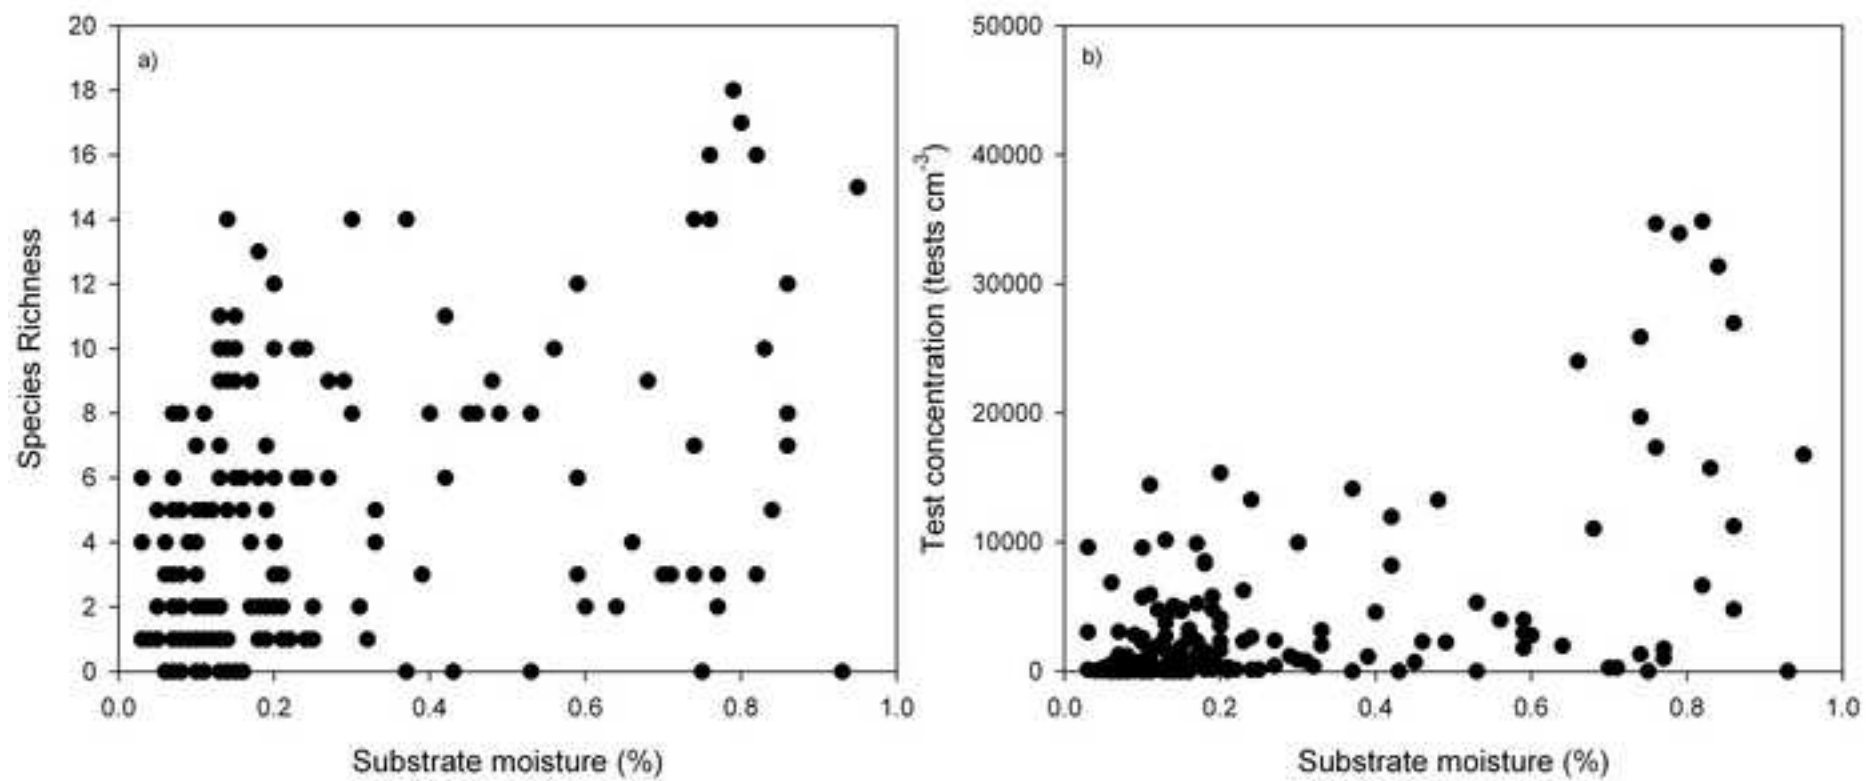 a)
20
18
16
14
12
10
8
6
4
2
0
Species Richness
0.0 0.2 0.4 0.6 0.8 1.0
Substrate moisture (%)
b)
50000
40000
30000
20000
10000
0
Test concentration (tests cm-3)
0.0 0.2 0.4 0.6 0.8 1.0
Substrate moisture (%)